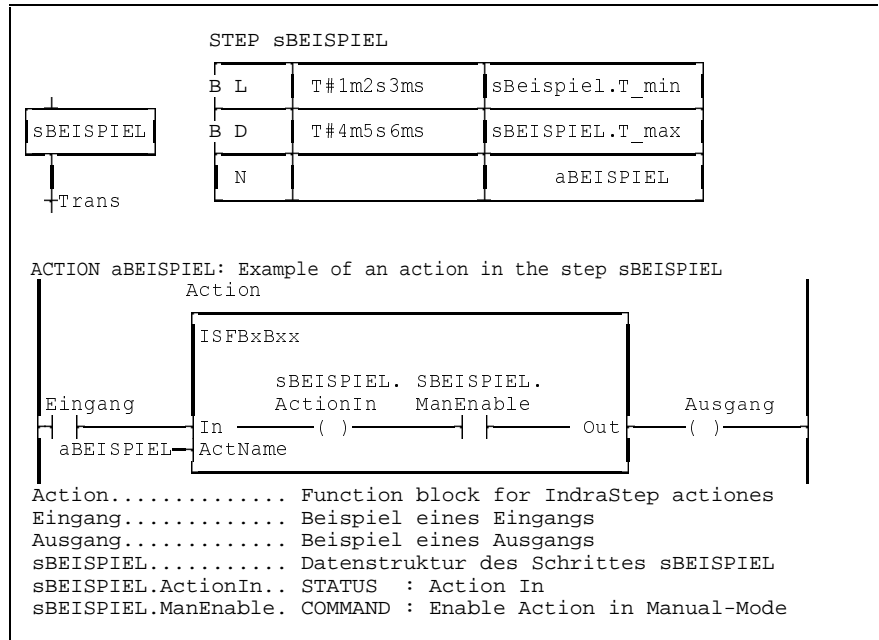 STEP sBEISPIEL
B L T#1m2s3ms sBeispiel.T_min
sBEISPIEL
B D T#4m5s6ms sBEISPIEL.T_max
N aBEISPIEL
Trans
ACTION aBEISPIEL: Example of an action in the step sBEISPIEL
Action
ISFBxBxx
sBEISPIEL. SBEISPIEL.
Eingang ActionIn ManEnable Ausgang
In ( ) Out ( )
aBEISPIEL ActName
Action.............. Function block for IndraStep actiones
Eingang............. Beispiel eines Eingangs
Ausgang............. Beispiel eines Ausgangs
sBEISPIEL........... Datenstruktur des Schrittes sBEISPIEL
sBEISPIEL.ActionIn.. STATUS : Action In
sBEISPIEL.ManEnable. COMMAND : Enable Action in Manual-Mode